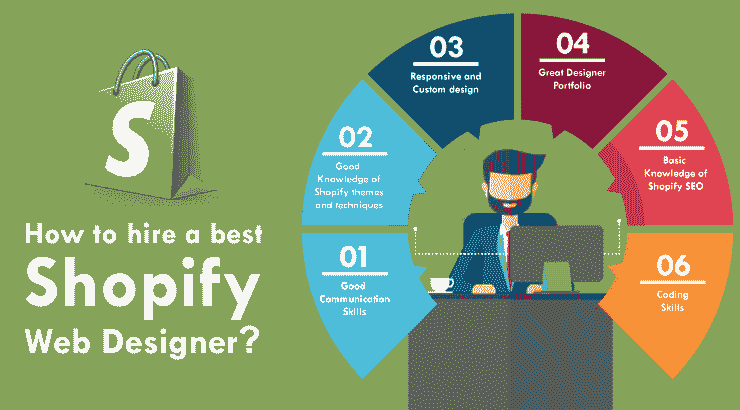 S
How to hire a best
Shopify
Web Designer?
01
Good
Communication
Skills
02
Good
Knowledge of
Shopify themes
and techniques
03
Responsive and
Custom design
04
Great Designer
Portfolio
05
Basic
Knowledge of
Shopify SEO
06
Coding
Skills